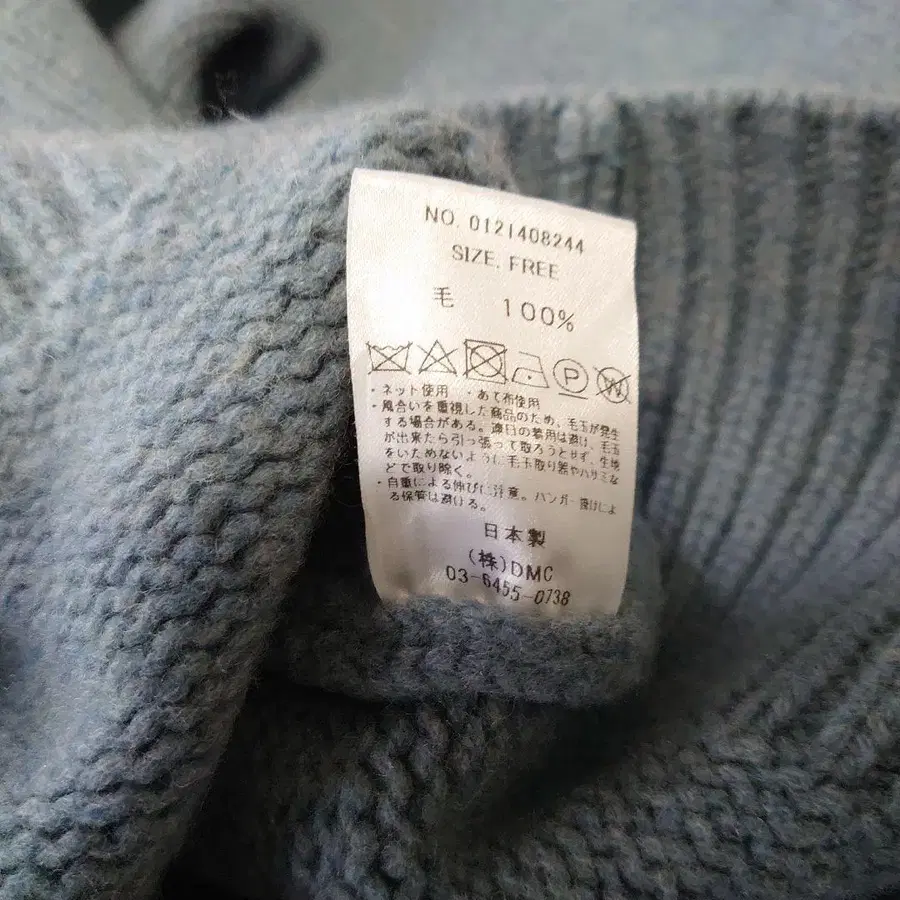 NO. 0121408244
SIZE. FREE
毛 100%
P W
・ネット使用 ・あて布使用
・風合いを重視した商品のため、毛玉が発生
する場合がある。連日の着用は避け、毛玉
が出来たら引っ張って取ろうとせず、生地
をいためないように毛玉取り器やハサミな
どで取り除く。
・自重による伸びに注意。ハンガー掛けによ
る保管は避ける。
日本製
(株)DMC
03-6455-0738